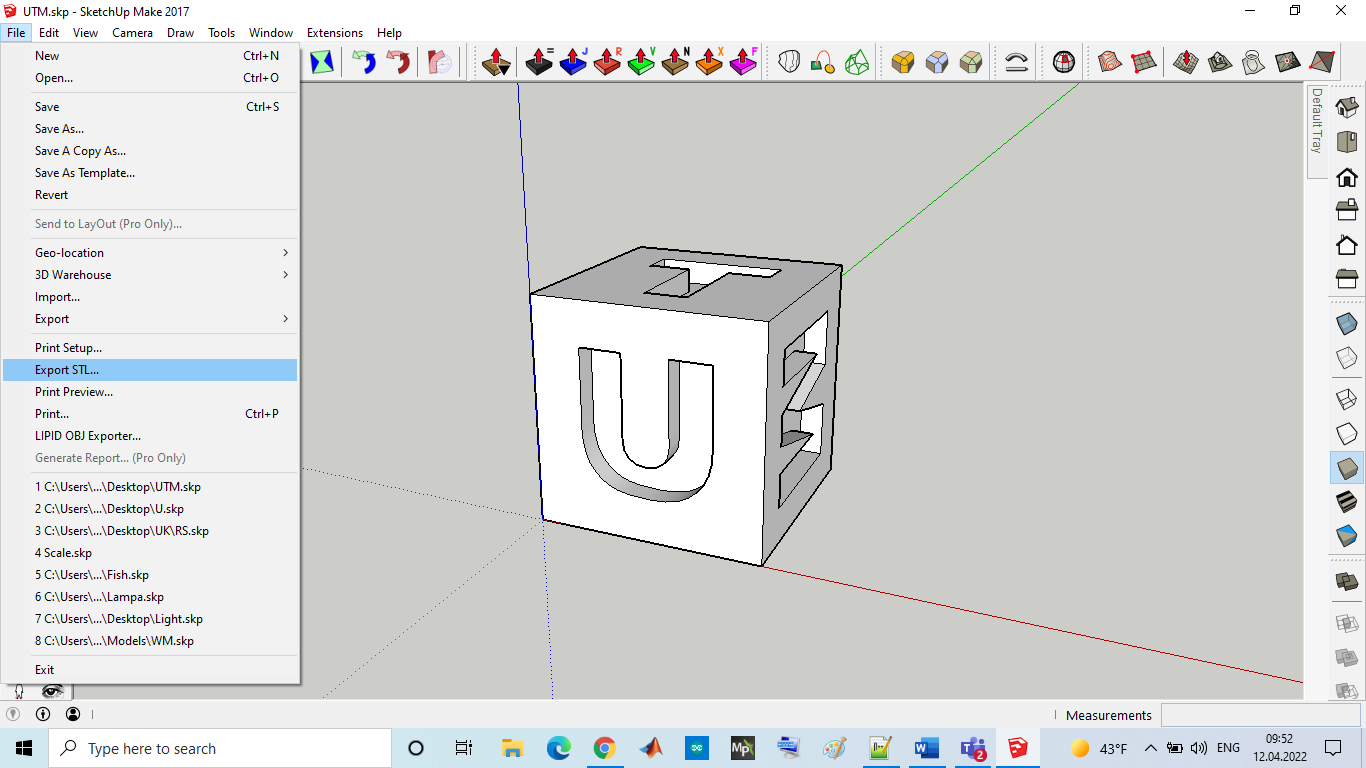 UTM.skp - SketchUp Make 2017
File Edit View Camera Draw Tools Window Extensions Help
New Ctrl+N
Open... Ctrl+O
Save Ctrl+S
Save As...
Save A Copy As...
Save As Template...
Revert
Send to LayOut (Pro Only)...
Geo-location
3D Warehouse
Import...
Export
Print Setup...
Export STL...
Print Preview...
Print... Ctrl+P
LIPID OBJ Exporter...
Generate Report... (Pro Only)
1 C:\Users\...\Desktop\UTM.skp
2 C:\Users\...\Desktop\U.skp
3 C:\Users\...\Desktop\UK\RS.skp
4 Scale.skp
5 C:\Users\...\Fish.skp
6 C:\Users\...\Lampa.skp
7 C:\Users\...\Desktop\Light.skp
8 C:\Users\...\Models\WM.skp
Exit
= J R V N X F
Default Tray
T
U
M
Measurements
Type here to search
Mp
W
2
43°F
ENG
09:52
12.04.2022